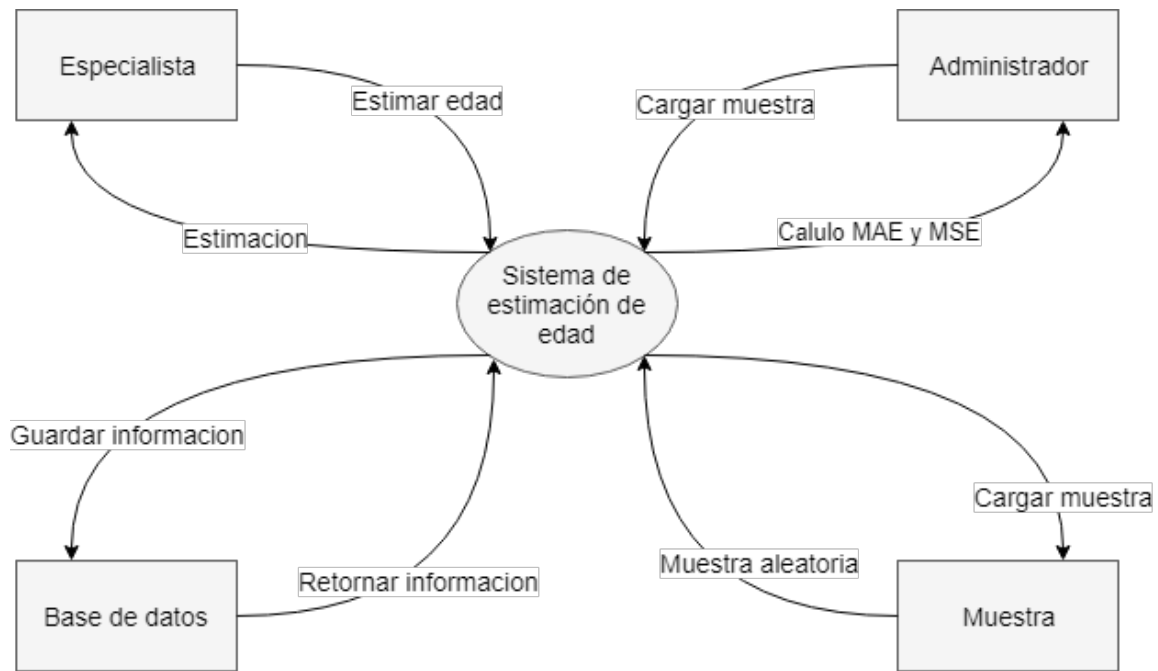 Especialista
Administrador
Estimar edad
Cargar muestra
Estimacion
Calulo MAE y MSE
Sistema de
estimación de
edad
Guardar informacion
Cargar muestra
Muestra aleatoria
Retornar informacion
Base de datos
Muestra